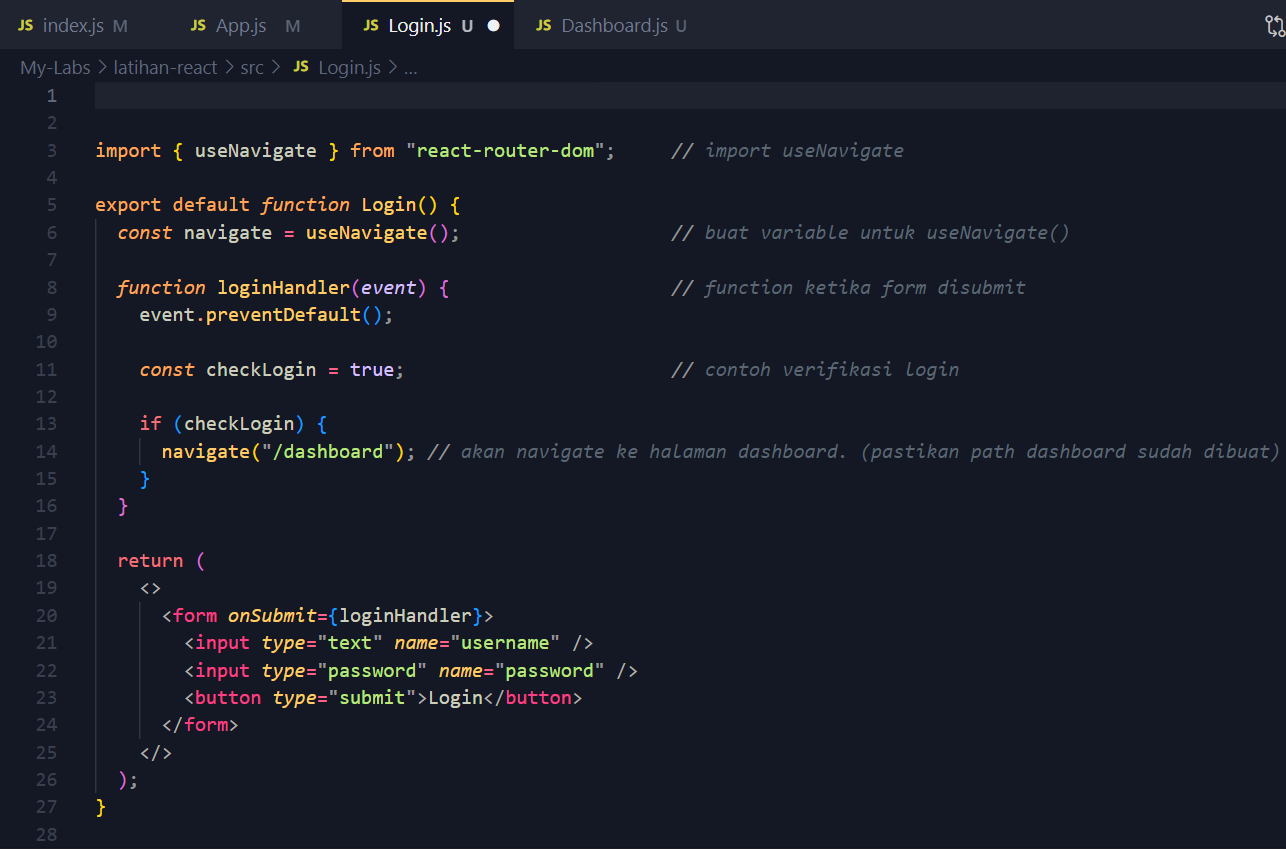 JS index.js M JS App.js M JS Login.js U JS Dashboard.js U
My-Labs > latihan-react > src > JS Login.js > ...
1
2
3 import { useNavigate } from "react-router-dom"; // import useNavigate
4
5 export default function Login() {
6 const navigate = useNavigate(); // buat variable untuk useNavigate()
7
8 function loginHandler(event) { // function ketika form disubmit
9 event.preventDefault();
10
11 const checkLogin = true; // contoh verifikasi login
12
13 if (checkLogin) {
14 navigate("/dashboard"); // akan navigate ke halaman dashboard. (pastikan path dashboard sudah dibuat)
15 }
16 }
17
18 return (
19 <>
20 <form onSubmit={loginHandler}>
21 <input type="text" name="username" />
22 <input type="password" name="password" />
23 <button type="submit">Login</button>
24 </form>
25 </>
26 );
27 }
28